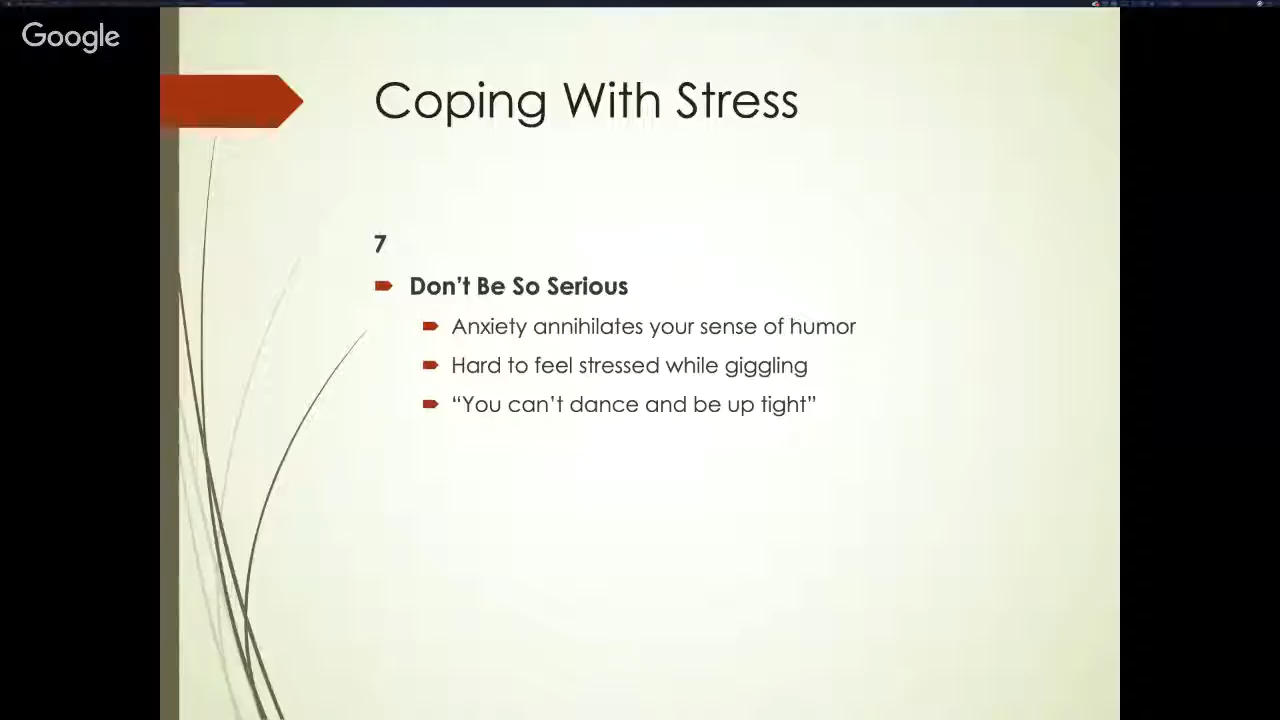 Google
Coping With Stress
7
Don't Be So Serious
Anxiety annihilates your sense of humor
Hard to feel stressed while giggling
“You can't dance and be up tight”